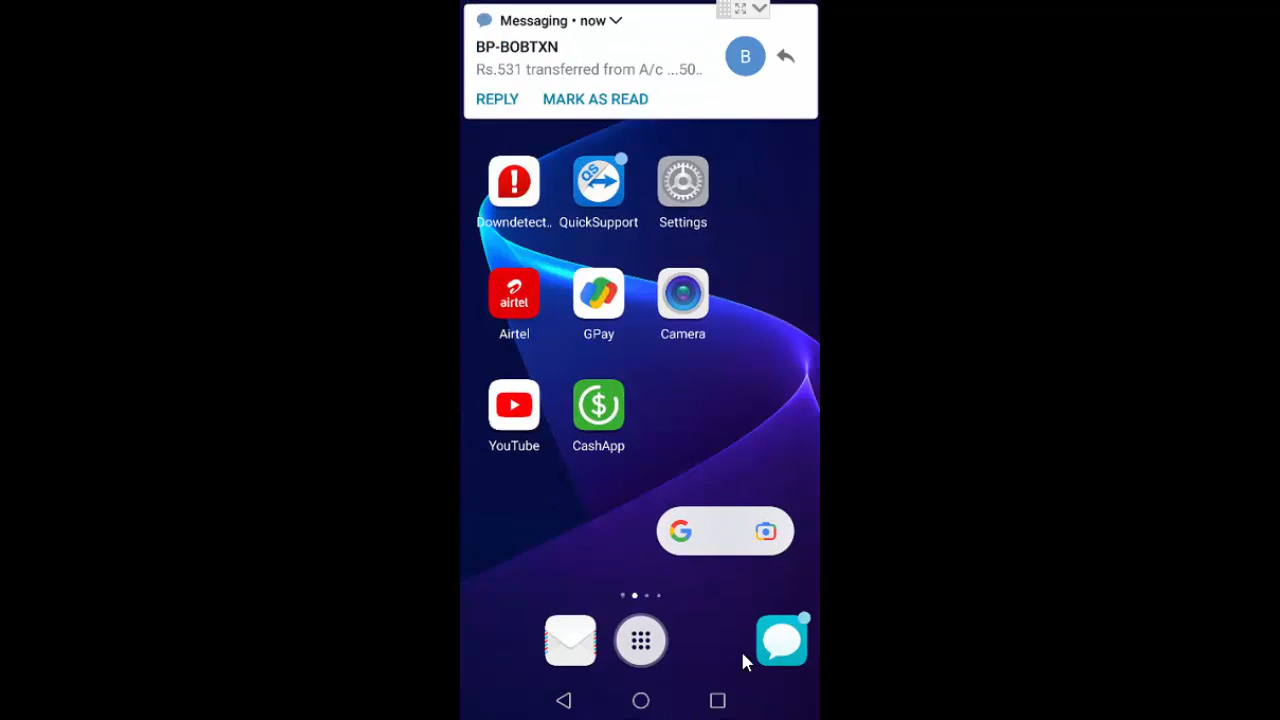 Messaging • now
BP-BOBTXN
Rs.531 transferred from A/c ...50..
B
REPLY MARK AS READ
Downdetect.. QuickSupport Settings
airtel
Airtel GPay Camera
YouTube CashApp